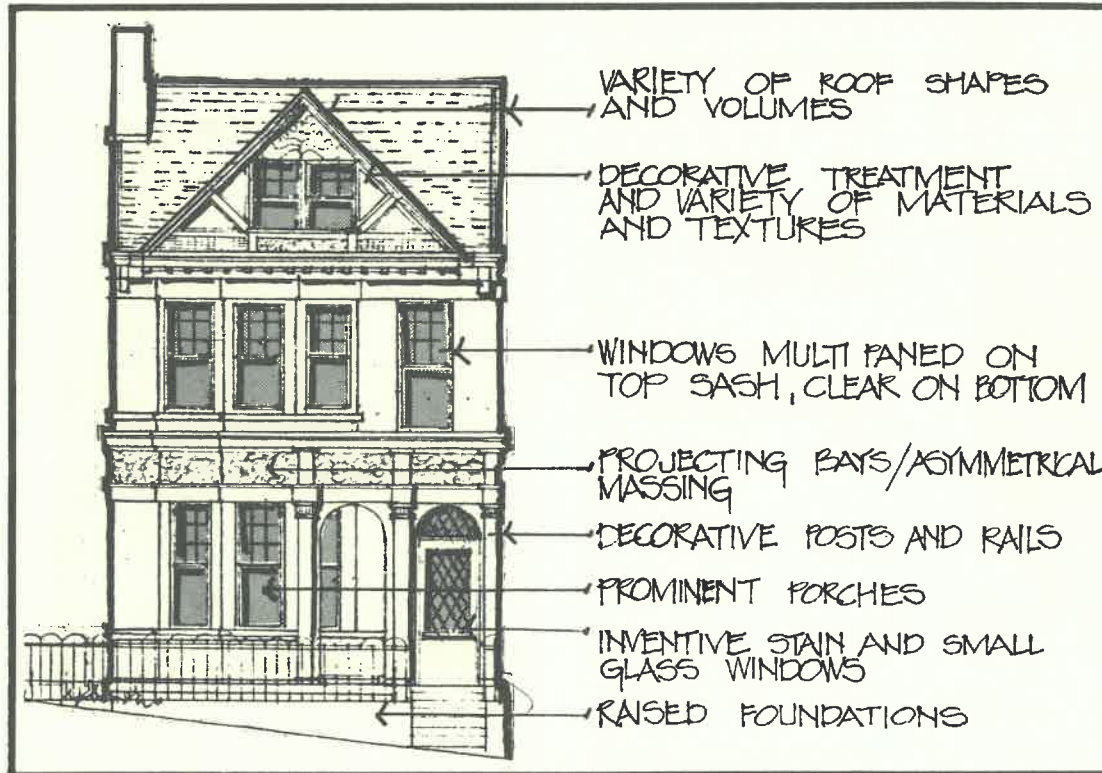 VARIETY OF ROOF SHAPES
AND VOLUMES
DECORATIVE TREATMENT
AND VARIETY OF MATERIALS
AND TEXTURES
WINDOWS MULTI PANED ON
TOP SASH, CLEAR ON BOTTOM
PROJECTING BAYS/ASYMMETRICAL
MASSING
DECORATIVE POSTS AND RAILS
PROMINENT PORCHES
INVENTIVE STAIN AND SMALL
GLASS WINDOWS
RAISED FOUNDATIONS